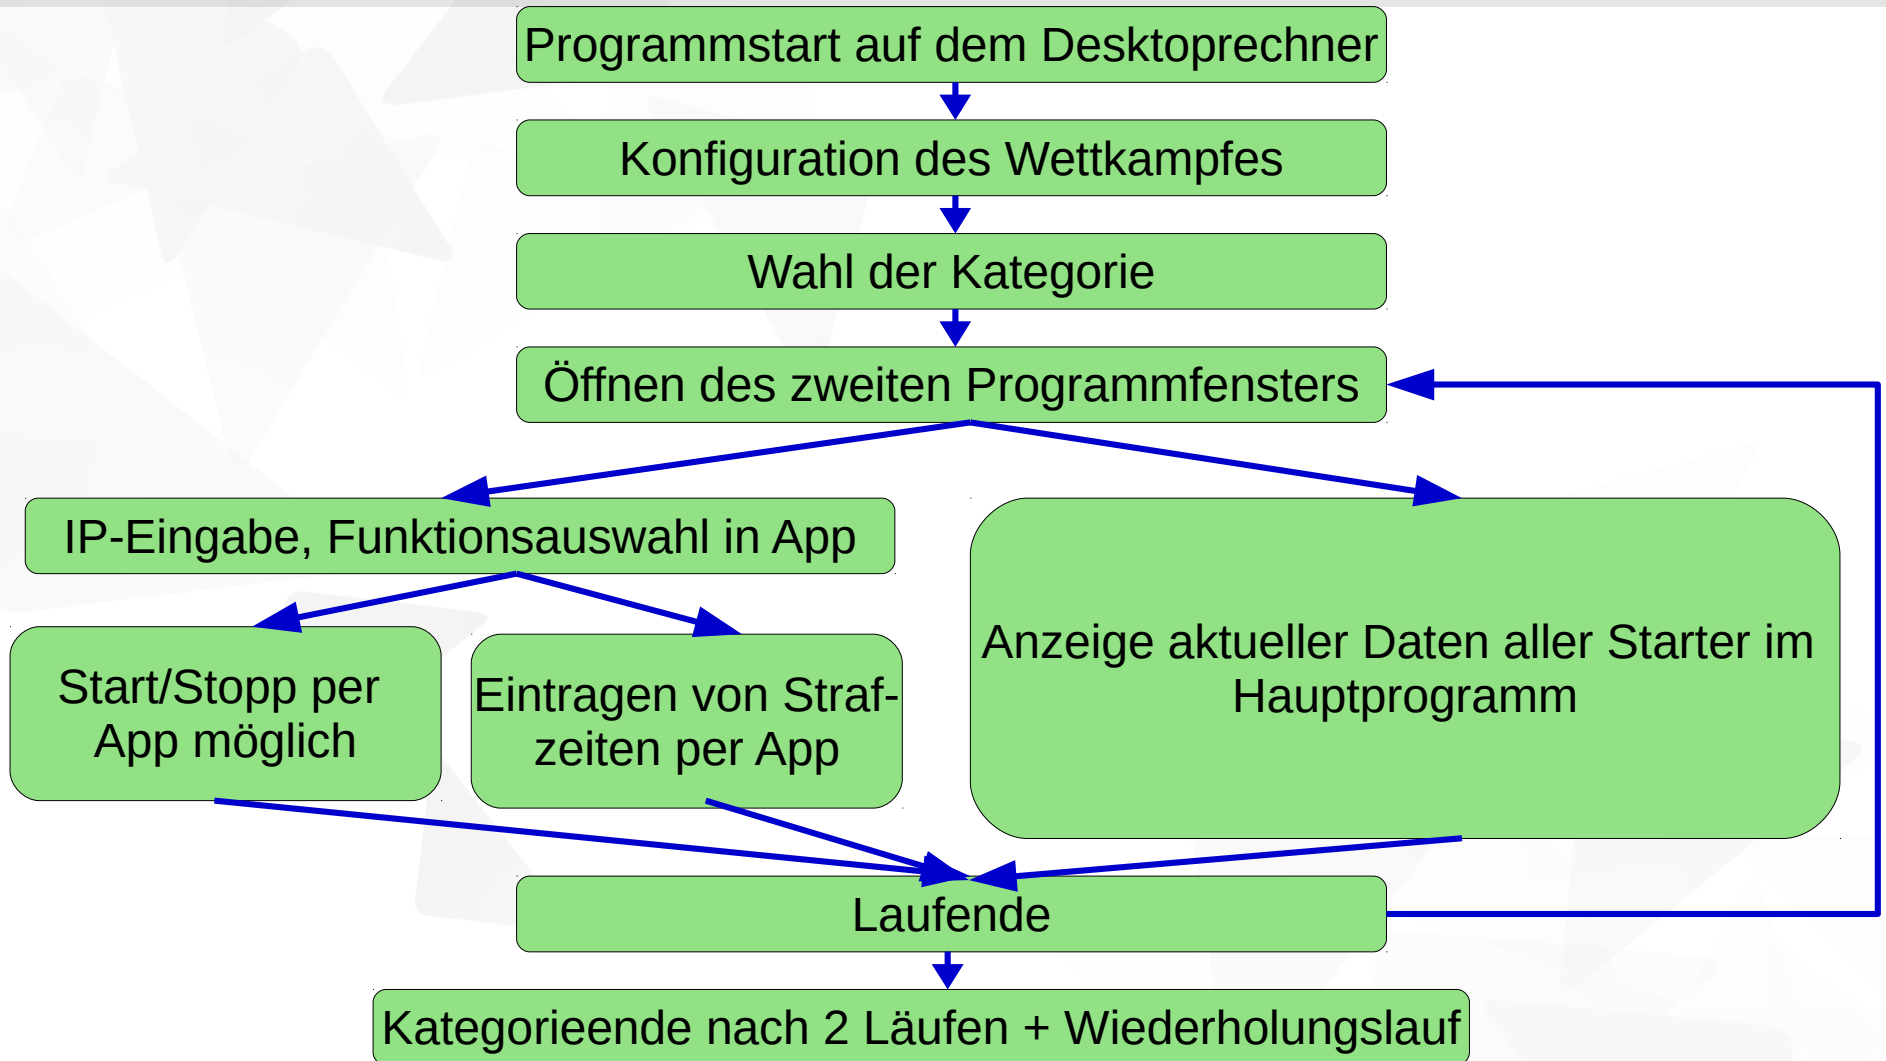 Programmstart auf dem Desktoprechner
Konfiguration des Wettkampfes
Wahl der Kategorie
Öffnen des zweiten Programmfensters
IP-Eingabe, Funktionsauswahl in App
Start/Stopp per
App möglich
Eintragen von Straf-
zeiten per App
Anzeige aktueller Daten aller Starter im
Hauptprogramm
Laufende
Kategorieende nach 2 Läufen + Wiederholungslauf